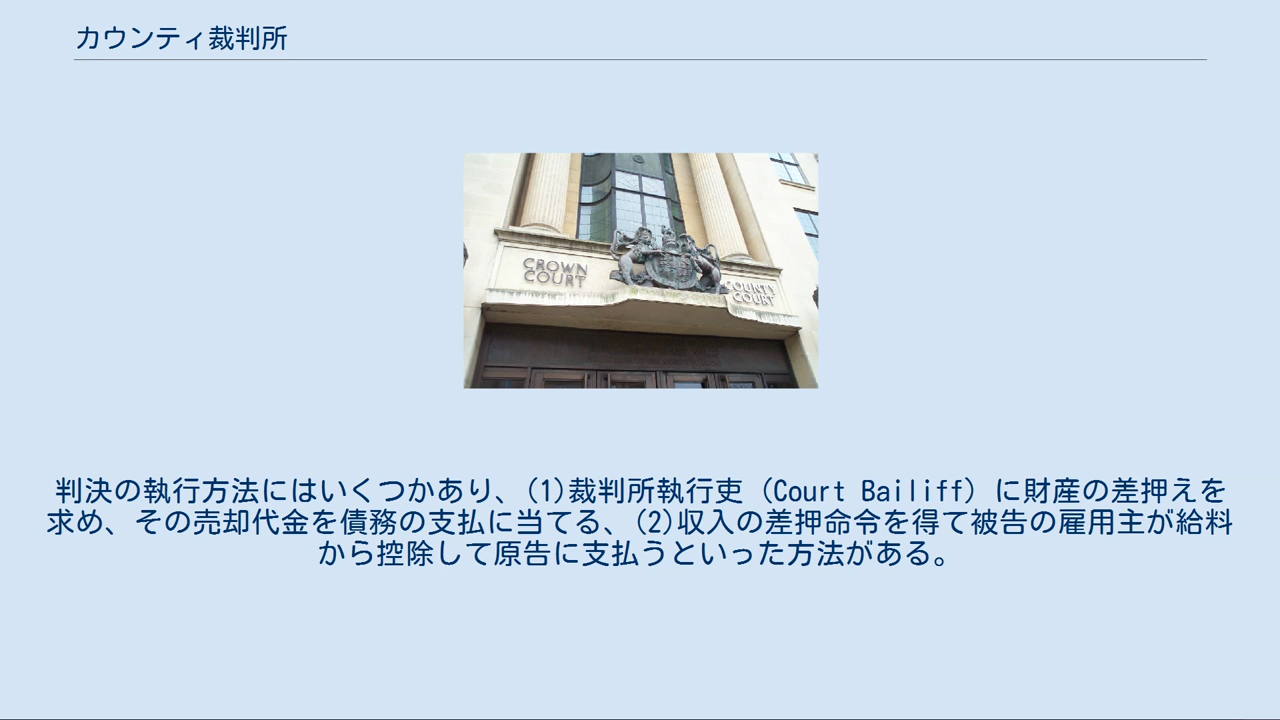 カウンティ裁判所
CROWN
COURT
COUNTY
COURT
判決の執行方法にはいくつかあり、(1)裁判所執行吏 (Court Bailiff) に財産の差押えを
求め、その売却代金を債務の支払に当てる、(2)収入の差押命令を得て被告の雇用主が給料
から控除して原告に支払うといった方法がある。